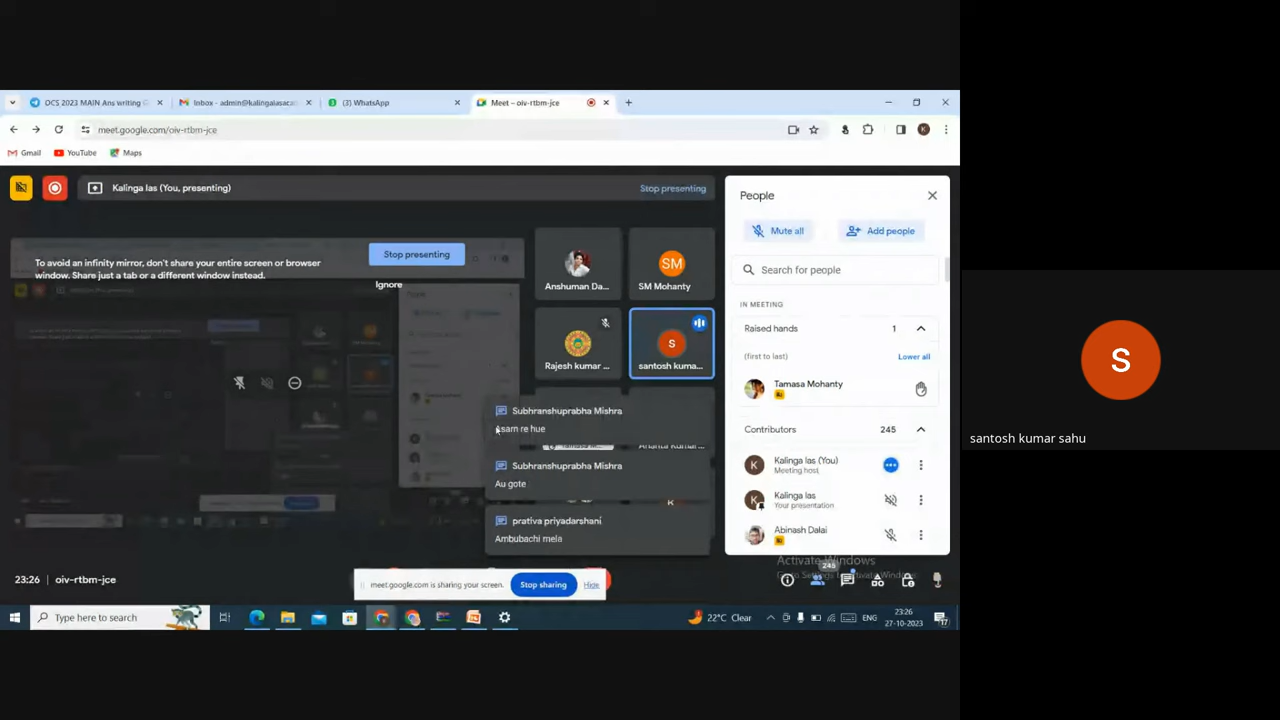 OCS 2023 MAIN Ans writing
Inbox - admin@kalingaiasaca
(3) WhatsApp
Meet – oiv-rtbm-jce
meet.google.com/oiv-rtbm-jce
Gmail
YouTube
Maps
Kalinga Ias (You, presenting)
Stop presenting
People
Mute all
Add people
Search for people
To avoid an infinity mirror, don't share your entire screen or browser
window. Share just a tab or a different window instead.
Stop presenting
Ignore
Anshuman Da...
SM
SM Mohanty
Rajesh kumar ...
S
santosh kuma...
IN MEETING
Raised hands 1
(first to last) Lower all
Tamasa Mohanty
Contributors 245
K
Kalinga Ias (You)
Meeting host
K
Kalinga Ias
Your presentation
Abinash Dalai
Subhranshuprabha Mishra
Asam re hue
Ananta Kumar...
Subhranshuprabha Mishra
Au gote
prativa priyadarshani
Ambubachi mela
Activate Windows
23:26 | oiv-rtbm-jce
245
meet.google.com is sharing your screen.
Stop sharing
Hide
Type here to search
22°C Clear
ENG
23:26
27-10-2023
S
santosh kumar sahu